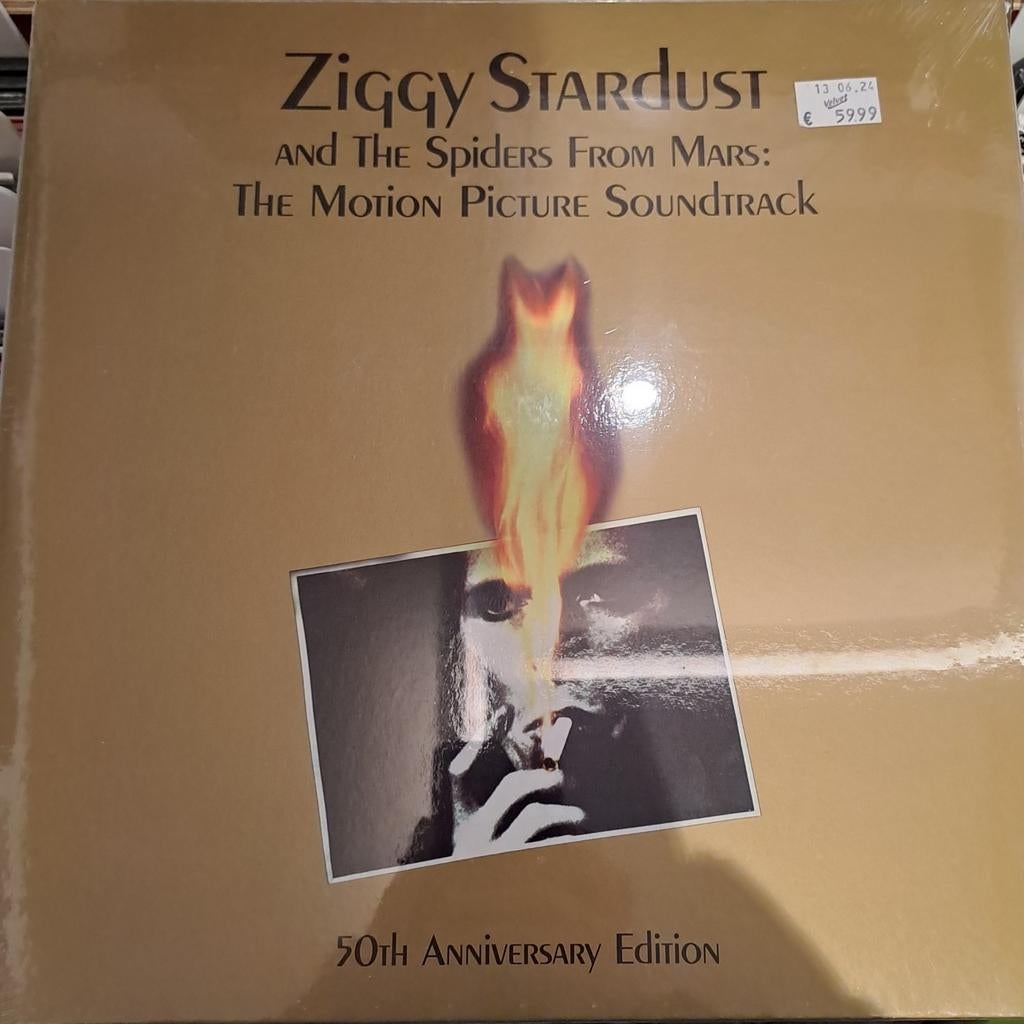 Ziggy Stardust
and The Spiders From Mars:
The Motion Picture Soundtrack
13 06.24
Velvet
€ 59.99
50th Anniversary Edition